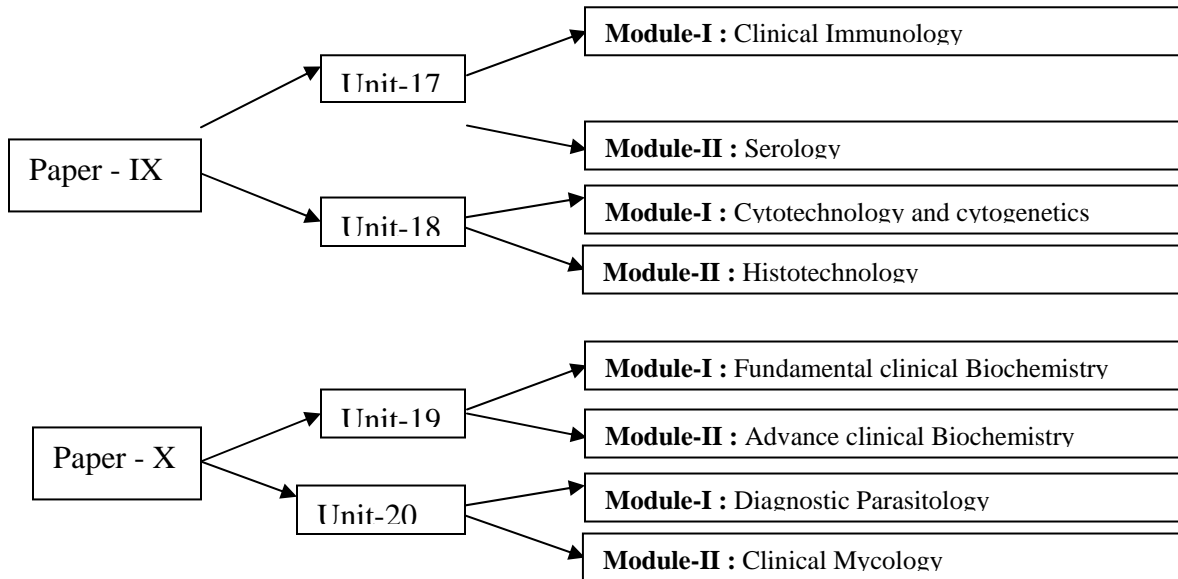 Module-I : Clinical Immunology
Unit-17
Module-II : Serology
Paper - IX
Module-I : Cytotechnology and cytogenetics
Unit-18
Module-II : Histotechnology
Module-I : Fundamental clinical Biochemistry
Unit-19
Module-II : Advance clinical Biochemistry
Paper - X
Module-I : Diagnostic Parasitology
Unit-20
Module-II : Clinical Mycology